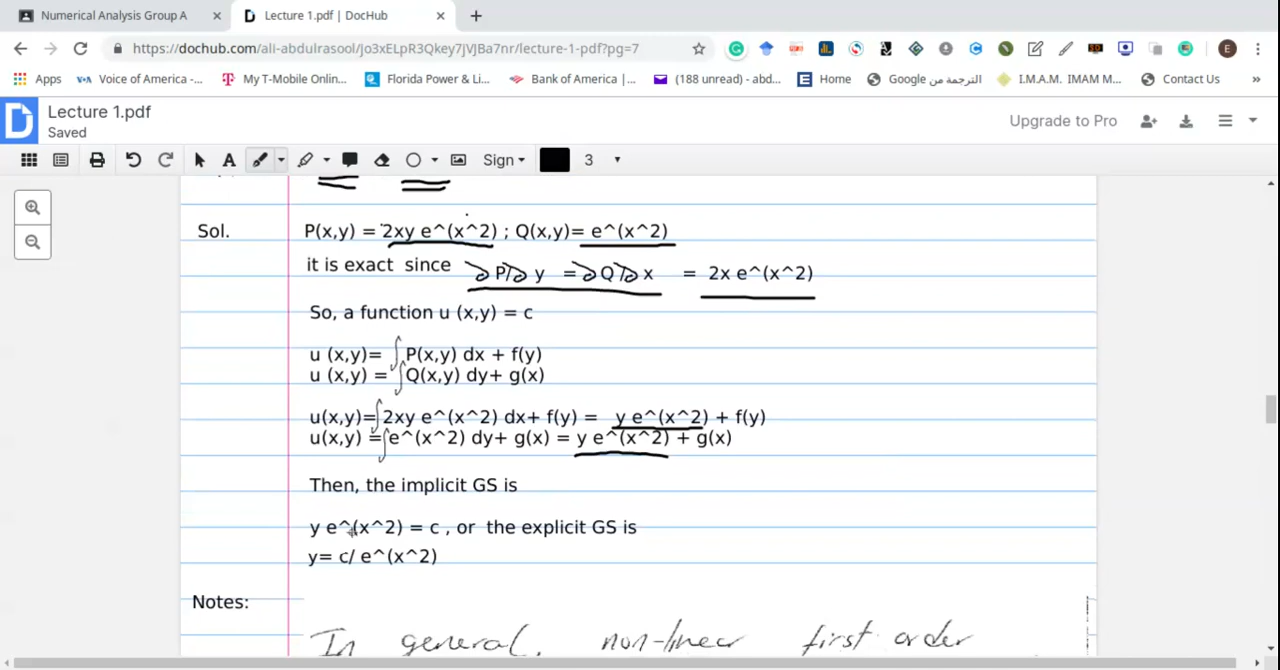 Numerical Analysis Group A
Lecture 1.pdf | DocHub
https://dochub.com/ali-abdulrasool/jo3xELpR3Qkey7jVJBa7nr/lecture-1-pdf?pg=7
E
Apps
Voice of America -...
My T-Mobile Onlin...
Florida Power & Li...
Bank of America |...
(188 unread) - abd...
Home
الترجمة من Google
I.M.A.M. IMAM M...
Contact Us
»
Lecture 1.pdf
Saved
Upgrade to Pro
Sign
3
Sol.
P(x,y) = 2xy e^(x^2) ; Q(x,y)= e^(x^2)
it is exact since ∂P/∂y =∂Q/∂x = 2x e^(x^2)
So, a function u (x,y) = c
u (x,y)= ∫P(x,y) dx + f(y)
u (x,y) = ∫Q(x,y) dy+ g(x)
u(x,y)=∫2xy e^(x^2) dx+ f(y) = y e^(x^2) + f(y)
u(x,y) =∫e^(x^2) dy+ g(x) = y e^(x^2) + g(x)
Then, the implicit GS is
y e^(x^2) = c , or the explicit GS is
y= c/ e^(x^2)
Notes:
In general, non-linear first order